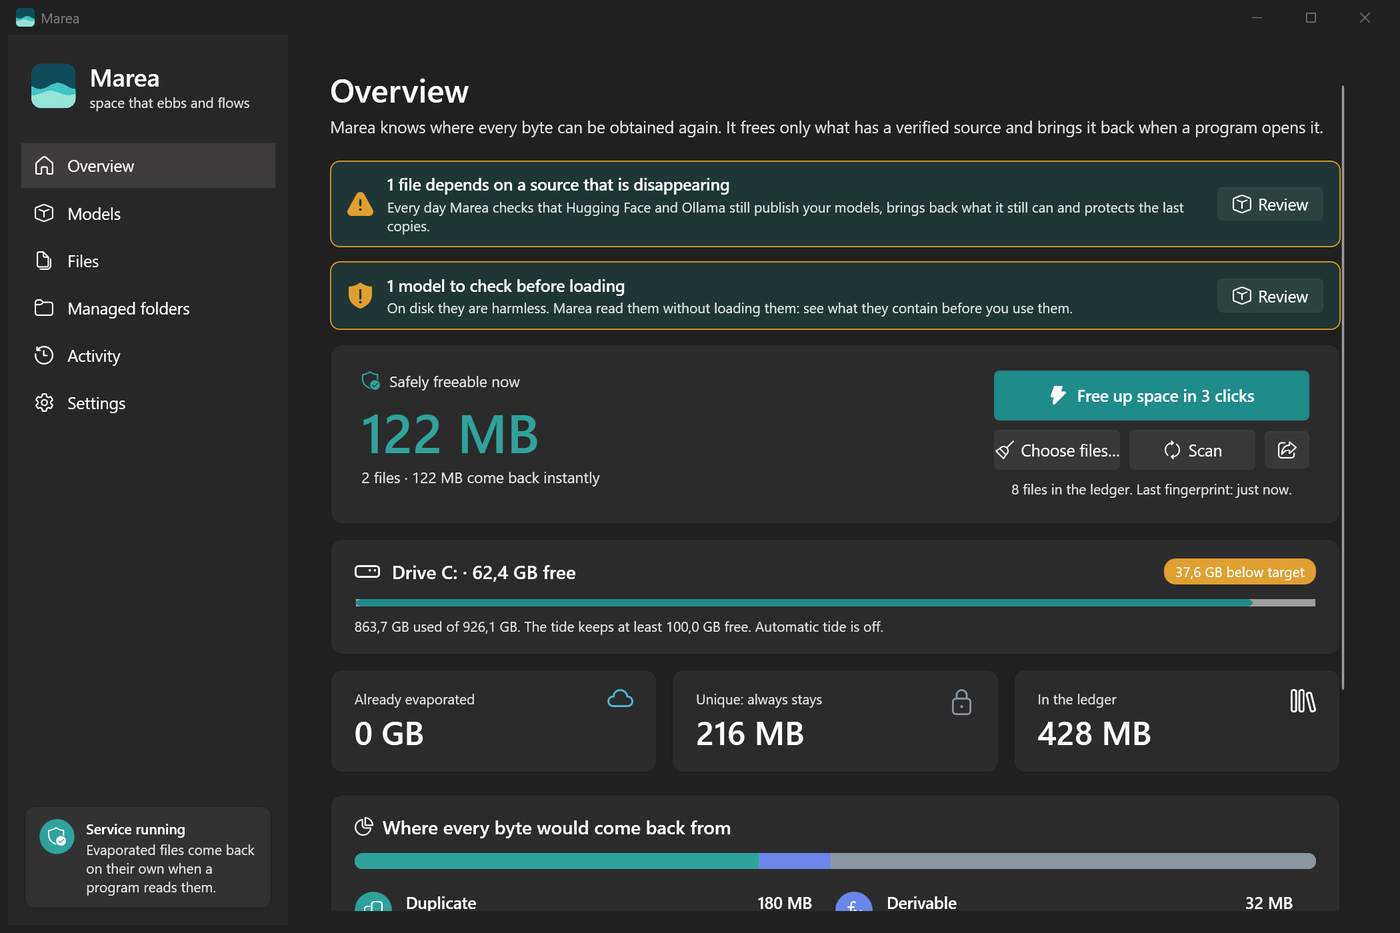 Marea
Marea
space that ebbs and flows
Overview
Models
Files
Managed folders
Activity
Settings
Service running
Evaporated files come back
on their own when a
program reads them.
Overview
Marea knows where every byte can be obtained again. It frees only what has a verified source and brings it back when a program opens it.
1 file depends on a source that is disappearing
Every day Marea checks that Hugging Face and Ollama still publish your models, brings back what it still can and protects the last
copies.
Review
1 model to check before loading
On disk they are harmless. Marea read them without loading them: see what they contain before you use them.
Review
Safely freeable now
122 MB
2 files · 122 MB come back instantly
Free up space in 3 clicks
Choose files...
Scan
8 files in the ledger. Last fingerprint: just now.
Drive C: · 62,4 GB free
37,6 GB below target
863,7 GB used of 926,1 GB. The tide keeps at least 100,0 GB free. Automatic tide is off.
Already evaporated
0 GB
Unique: always stays
216 MB
In the ledger
428 MB
Where every byte would come back from
Duplicate
180 MB
Derivable
32 MB